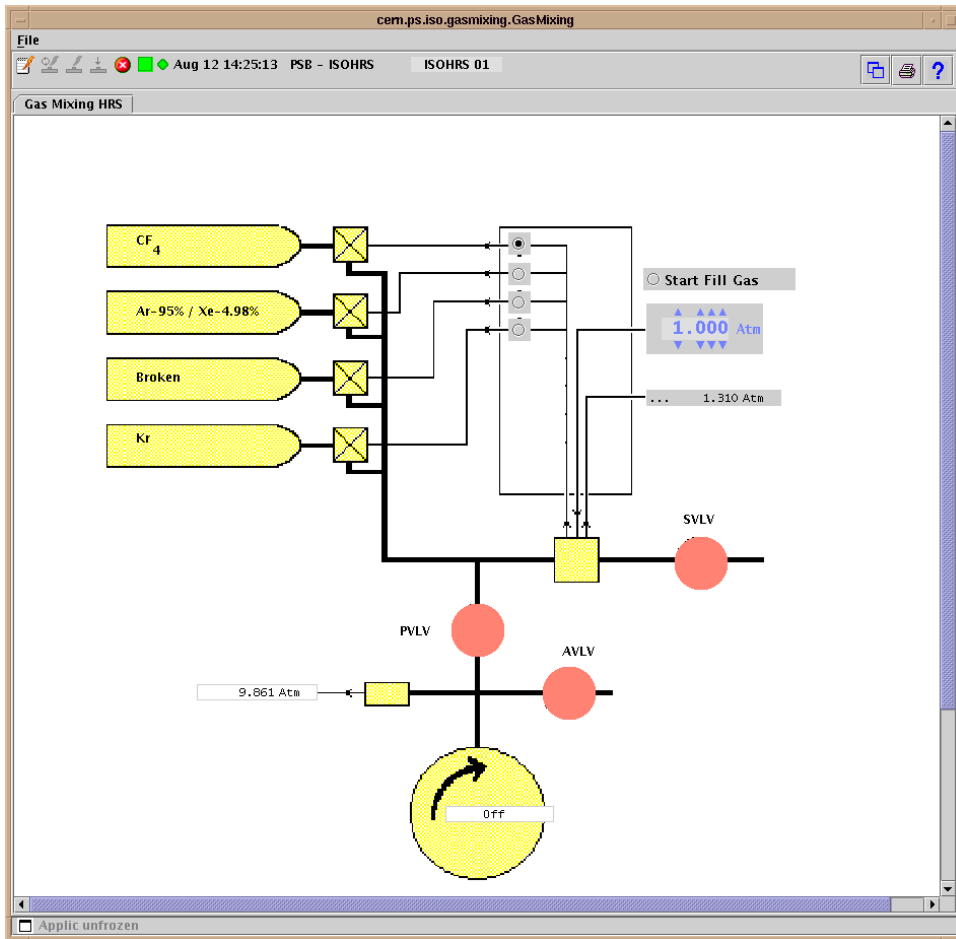 cern.ps.iso.gasmixing.GasMixing
File
Aug 12 14:25:13 PSB - ISOHRS ISOHRS 01
?
Gas Mixing HRS
CF4
Ar-95% / Xe-4.98%
Broken
Kr
Start Fill Gas
1.000 Atm
... 1.310 Atm
SVLV
PVLV
AVLV
9.861 Atm
Off
Applic unfrozen